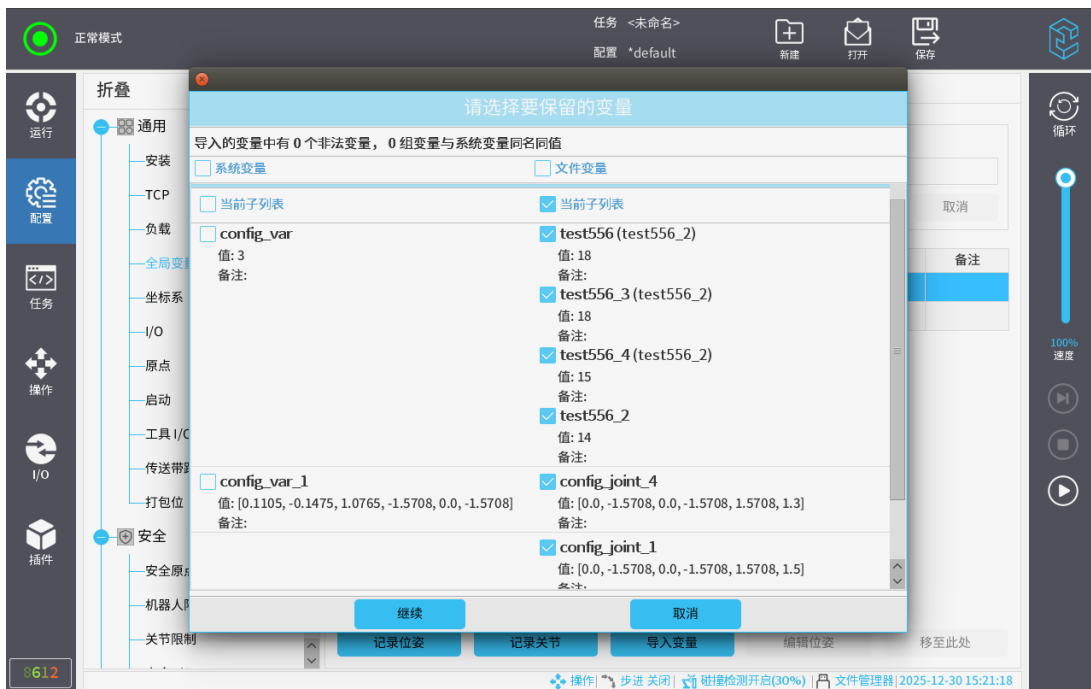 正常模式
任务 <未命名>
配置 *default
新建
打开
保存
运行
配置
任务
操作
I/O
插件
8612
折叠
通用
安装
TCP
负载
全局变
坐标系
I/O
原点
启动
工具 I/O
传送带
打包位
安全
安全原
机器人
关节限制
请选择要保留的变量
导入的变量中有 0 个非法变量， 0 组变量与系统变量同名同值
系统变量 文件变量
当前子列表 当前子列表
config_var
值: 3
备注:
test556 (test556_2)
值: 18
备注:
test556_3 (test556_2)
值: 18
备注:
test556_4 (test556_2)
值: 15
备注:
test556_2
值: 14
备注:
config_var_1
值: [0.1105, -0.1475, 1.0765, -1.5708, 0.0, -1.5708]
备注:
config_joint_4
值: [0.0, -1.5708, 0.0, -1.5708, 1.5708, 1.3]
备注:
config_joint_1
值: [0.0, -1.5708, 0.0, -1.5708, 1.5708, 1.5]
备注:
继续 取消
取消
备注
记录位姿 记录关节 导入变量 编辑位姿 移至此处
循环
100%
速度
操作| 步进 关闭| 碰撞检测开启(30%) | 文件管理器| 2025-12-30 15:21:18